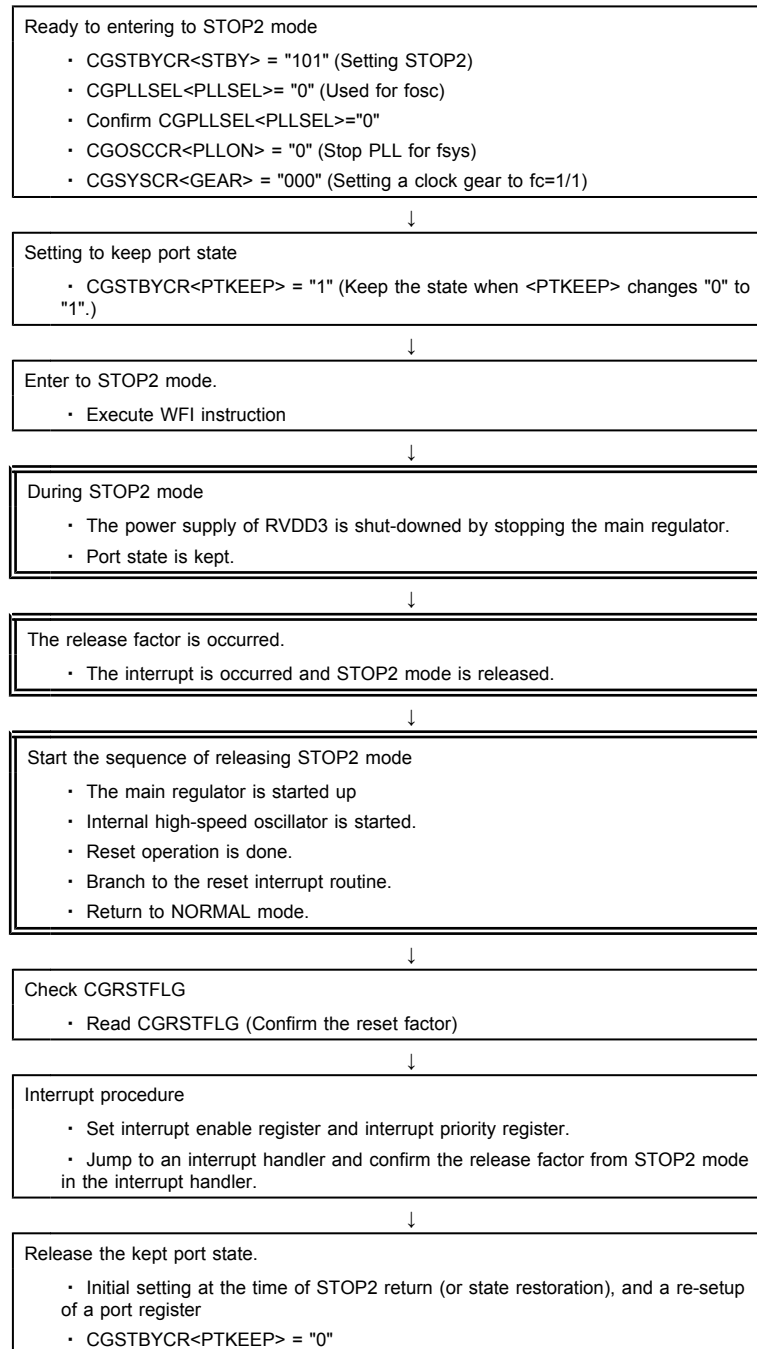 Ready to entering to STOP2 mode
・ CGSTBYCR<STBY> = "101" (Setting STOP2)
・ CGPLLSEL<PLLSEL>= "0" (Used for fosc)
・ Confirm CGPLLSEL<PLLSEL>="0"
・ CGOSCCR<PLLON> = "0" (Stop PLL for fsys)
・ CGSYSCR<GEAR> = "000" (Setting a clock gear to fc=1/1)
↓
Setting to keep port state
・ CGSTBYCR<PTKEEP> = "1" (Keep the state when <PTKEEP> changes "0" to
"1".)
↓
Enter to STOP2 mode.
・ Execute WFI instruction
↓
During STOP2 mode
・ The power supply of RVDD3 is shut-downed by stopping the main regulator.
・ Port state is kept.
↓
The release factor is occurred.
・ The interrupt is occurred and STOP2 mode is released.
↓
Start the sequence of releasing STOP2 mode
・ The main regulator is started up
・ Internal high-speed oscillator is started.
・ Reset operation is done.
・ Branch to the reset interrupt routine.
・ Return to NORMAL mode.
↓
Check CGRSTFLG
・ Read CGRSTFLG (Confirm the reset factor)
↓
Interrupt procedure
・ Set interrupt enable register and interrupt priority register.
・ Jump to an interrupt handler and confirm the release factor from STOP2 mode
in the interrupt handler.
↓
Release the kept port state.
・ Initial setting at the time of STOP2 return (or state restoration), and a re-setup
of a port register
・ CGSTBYCR<PTKEEP> = "0"